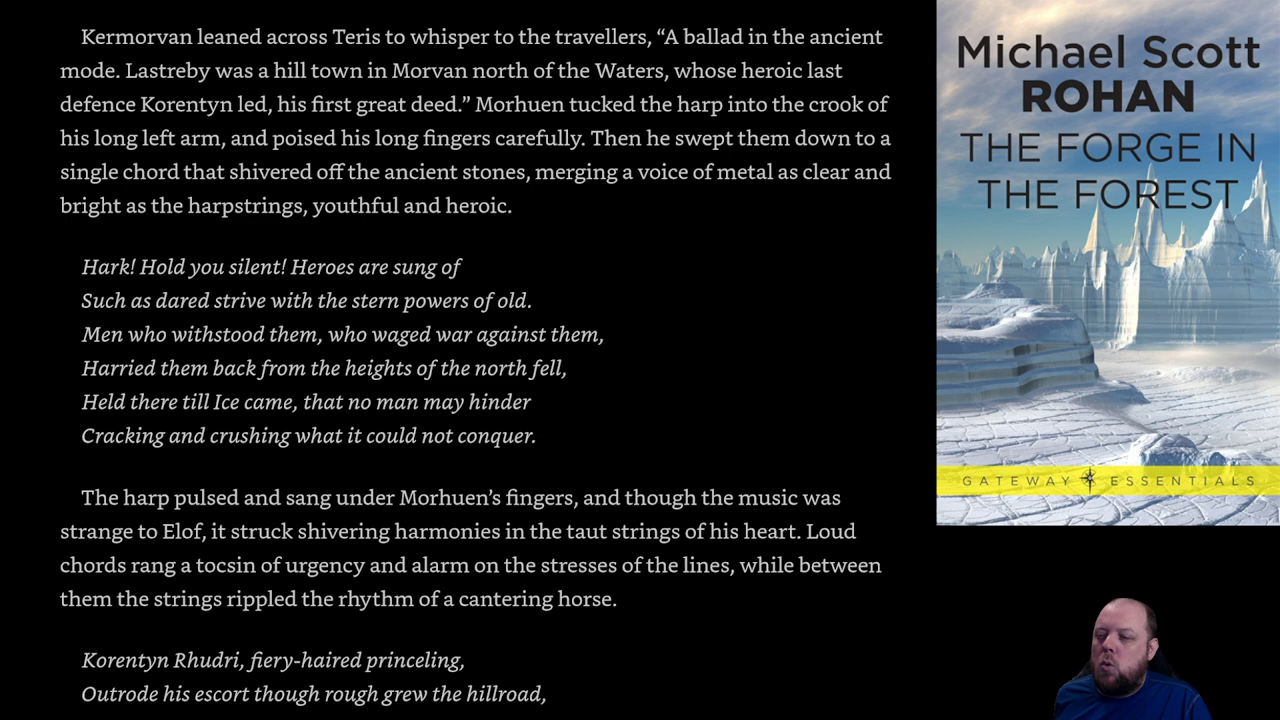 Kermorvan leaned across Teris to whisper to the travellers, “A ballad in the ancient
mode. Lastreby was a hill town in Morvan north of the Waters, whose heroic last
defence Korentyn led, his first great deed.” Morhuen tucked the harp into the crook of
his long left arm, and poised his long fingers carefully. Then he swept them down to a
single chord that shivered off the ancient stones, merging a voice of metal as clear and
bright as the harpstrings, youthful and heroic.
Hark! Hold you silent! Heroes are sung of
Such as dared strive with the stern powers of old.
Men who withstood them, who waged war against them,
Harried them back from the heights of the north fell,
Held there till Ice came, that no man may hinder
Cracking and crushing what it could not conquer.
The harp pulsed and sang under Morhuen’s fingers, and though the music was
strange to Elof, it struck shivering harmonies in the taut strings of his heart. Loud
chords rang a tocsin of urgency and alarm on the stresses of the lines, while between
them the strings rippled the rhythm of a cantering horse.
Korentyn Rhudri, fiery-haired princeling,
Outrode his escort though rough grew the hillroad,
Michael Scott
ROHAN
THE FORGE IN
THE FOREST
GATEWAY ESSENTIALS